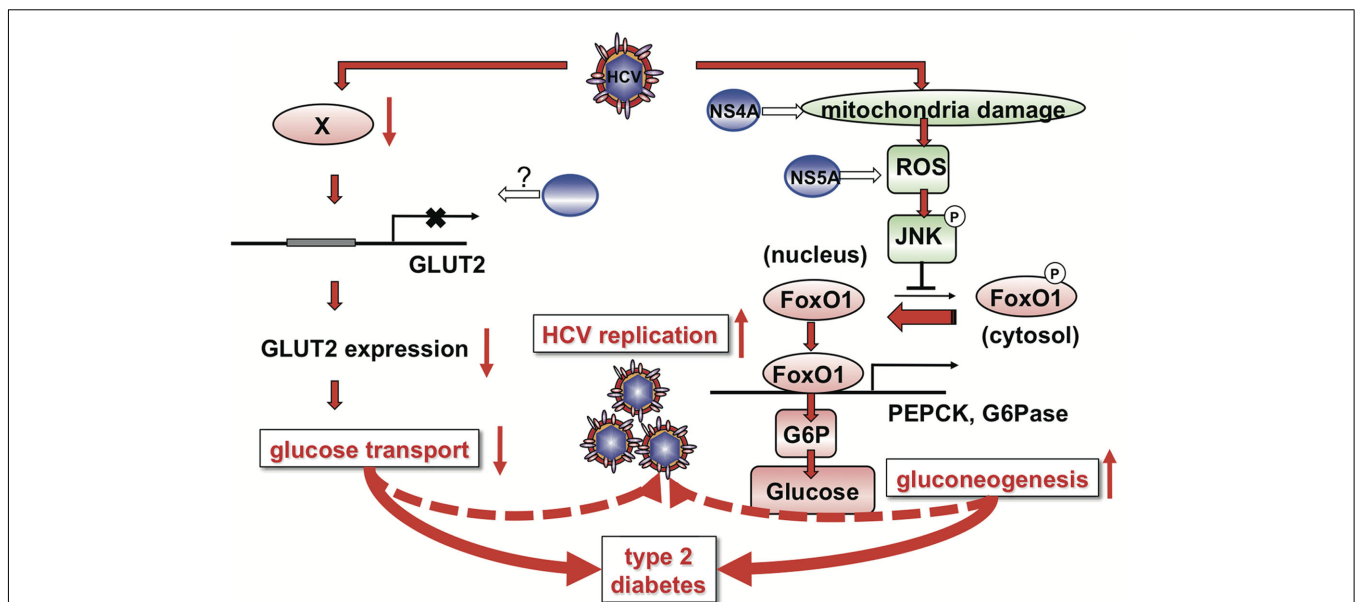 HCV
X
?
GLUT2
GLUT2 expression
glucose transport
NS4A
mitochondria damage
NS5A
ROS
P
JNK
(nucleus)
FoxO1
P
FoxO1
(cytosol)
HCV replication
FoxO1
PEPCK, G6Pase
G6P
Glucose
gluconeogenesis
type 2
diabetes